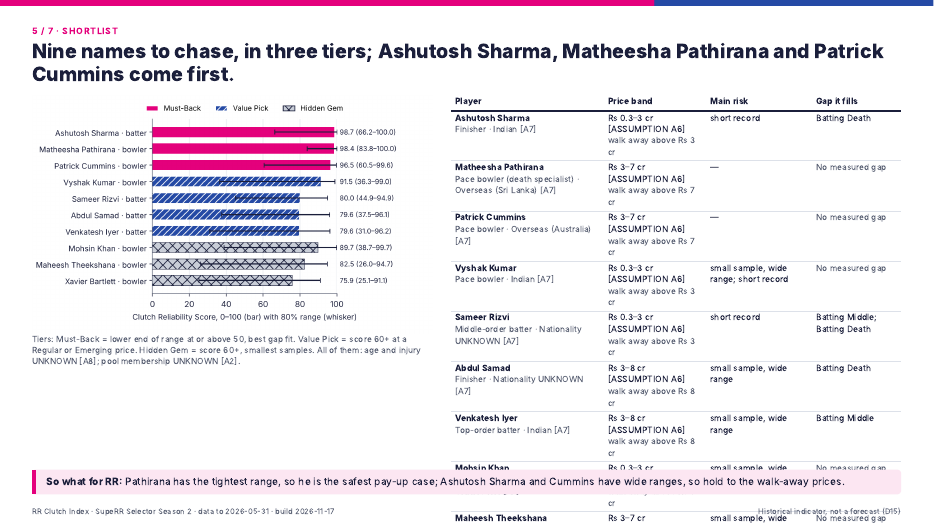 5 / 7 · SHORTLIST
Nine names to chase, in three tiers; Ashutosh Sharma, Matheesha Pathirana and Patrick
Cummins come first.
Must-Back Value Pick Hidden Gem
Ashutosh Sharma · batter 98.7 (66.2–100.0)
Matheesha Pathirana · bowler 98.4 (83.8–100.0)
Patrick Cummins · bowler 96.5 (60.5–99.6)
Vyshak Kumar · bowler 91.5 (36.3–99.0)
Sameer Rizvi · batter 80.0 (44.9–94.9)
Abdul Samad · batter 79.6 (37.5–96.1)
Venkatesh Iyer · batter 79.6 (31.0–96.2)
Mohsin Khan · bowler 89.7 (38.7–99.7)
Maheesh Theekshana · bowler 82.5 (26.0–94.7)
Xavier Bartlett · bowler 75.9 (25.1–91.1)
0 20 40 60 80 100
Clutch Reliability Score, 0–100 (bar) with 80% range (whisker)
Tiers: Must-Back = lower end of range at or above 50, best gap fit. Value Pick = score 60+ at a
Regular or Emerging price. Hidden Gem = score 60+, smallest samples. All of them: age and injury
UNKNOWN [A8]; pool membership UNKNOWN [A2].
Player Price band Main risk Gap it fills
Ashutosh Sharma Rs 0.3–3 cr short record Batting Death
Finisher · Indian [A7] [ASSUMPTION A6]
walk away above Rs 3
cr
Matheesha Pathirana Rs 3–7 cr — No measured gap
Pace bowler (death specialist) · [ASSUMPTION A6]
Overseas (Sri Lanka) [A7] walk away above Rs 7
cr
Patrick Cummins Rs 3–7 cr — No measured gap
Pace bowler · Overseas (Australia) [ASSUMPTION A6]
[A7] walk away above Rs 7
cr
Vyshak Kumar Rs 0.3–3 cr small sample, wide No measured gap
Pace bowler · Indian [A7] [ASSUMPTION A6] range; short record
walk away above Rs 3
cr
Sameer Rizvi Rs 0.3–3 cr short record Batting Middle;
Middle-order batter · Nationality [ASSUMPTION A6] Batting Death
UNKNOWN [A7] walk away above Rs 3
cr
Abdul Samad Rs 3–8 cr small sample, wide Batting Death
Finisher · Nationality UNKNOWN [ASSUMPTION A6] range
[A7] walk away above Rs 8
cr
Venkatesh Iyer Rs 3–8 cr small sample, wide Batting Middle
Top-order batter · Indian [A7] [ASSUMPTION A6] range
walk away above Rs 8
cr
Mohsin Khan Rs 0.3–3 cr small sample, wide No measured gap
So what for RR: Pathirana has the tightest range, so he is the safest pay-up case; Ashutosh Sharma and Cummins have wide ranges, so hold to the walk-away prices.
cr
RR Clutch Index · SupeRR Selector Season 2 · data to 2026-05-31 · build 2026-11-17 Historical indicator, not a forecast (D15)
Maheesh Theekshana Rs 3–7 cr small sample, wide No measured gap